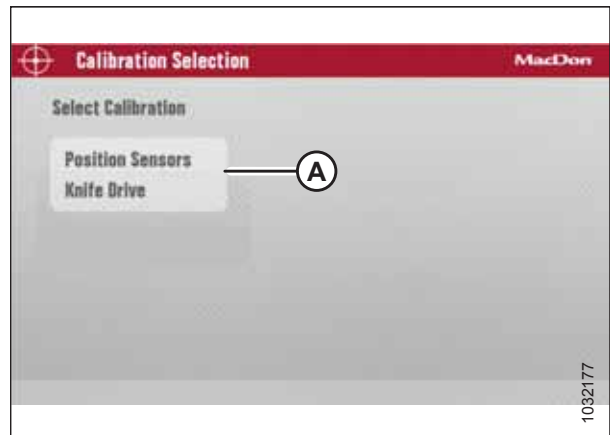 Calibration Selection MacDon
Select Calibration
Position Sensors
A
Knife Drive
1032177